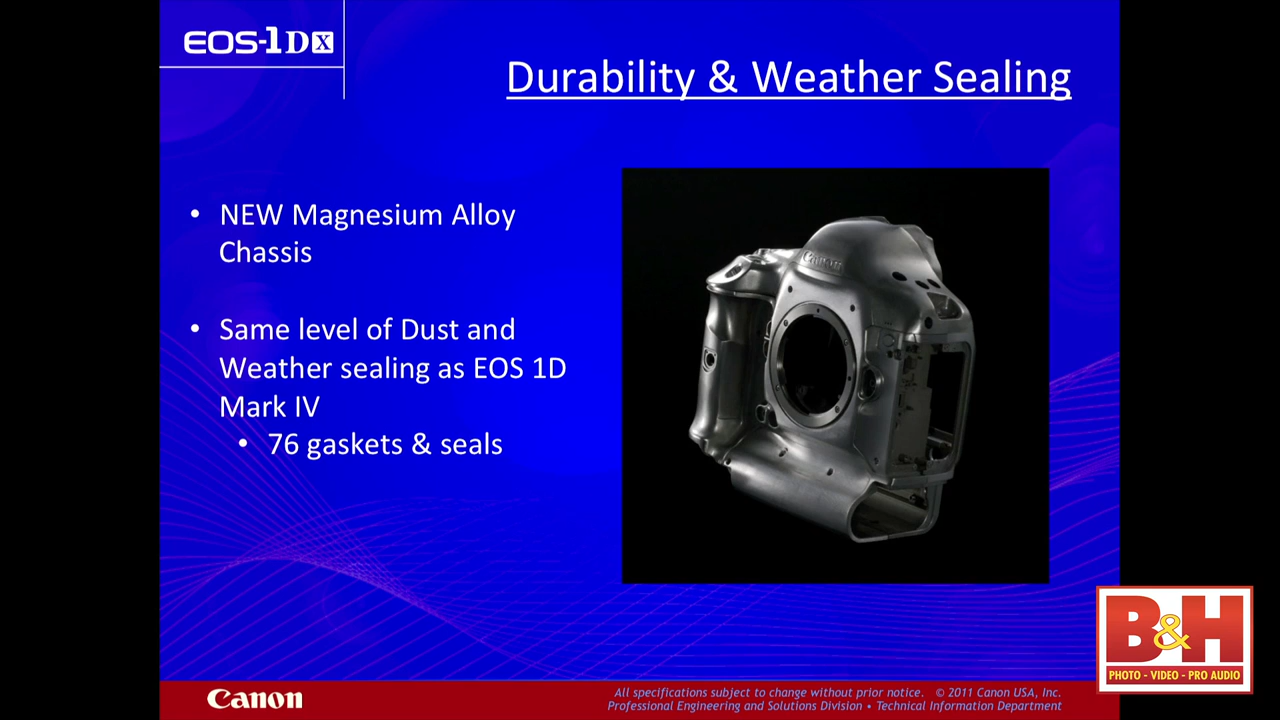 EOS-1D X
Durability & Weather Sealing
• NEW Magnesium Alloy
Chassis
• Same level of Dust and
Weather sealing as EOS 1D
Mark IV
• 76 gaskets & seals
Canon
Canon
All specifications subject to change without prior notice. © 2011 Canon USA, Inc.
Professional Engineering and Solutions Division • Technical Information Department
B&H
PHOTO - VIDEO - PRO AUDIO